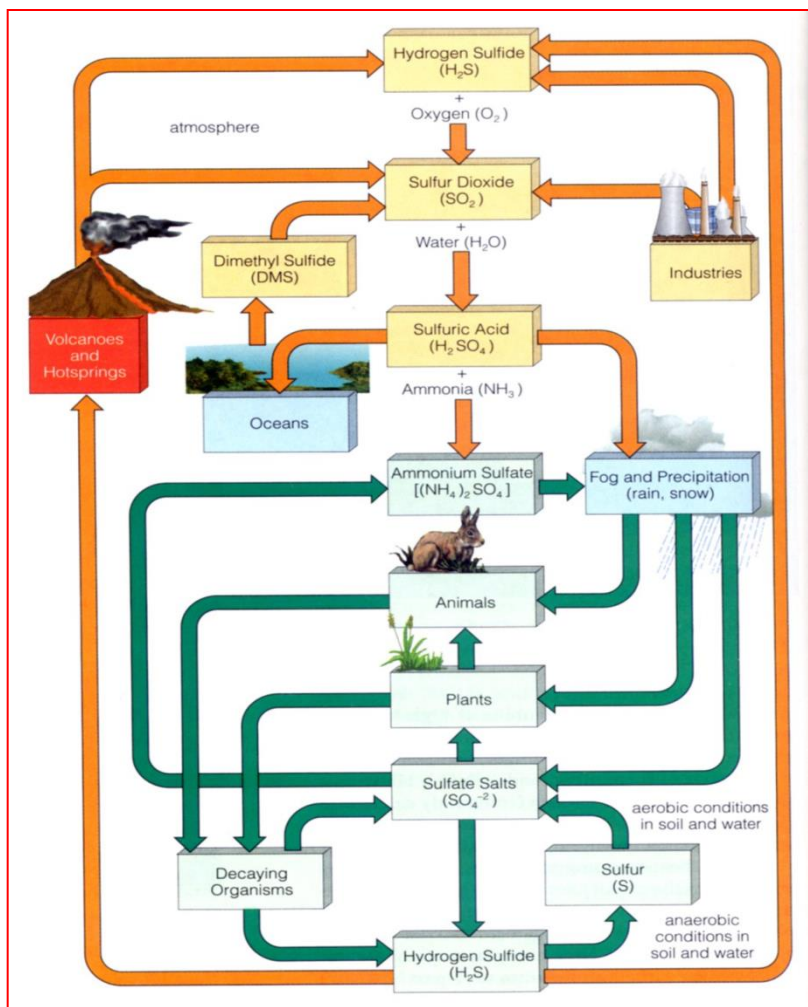 Hydrogen Sulfide
(H₂S)
+
Oxygen (O₂)
atmosphere
Sulfur Dioxide
(SO₂)
+
Water (H₂O)
Dimethyl Sulfide
(DMS)
Industries
Volcanoes
and
Hotsprings
Sulfuric Acid
(H₂SO₄)
+
Ammonia (NH₃)
Oceans
Ammonium Sulfate
[(NH₄)₂SO₄]
Fog and Precipitation
(rain, snow)
Animals
Plants
Sulfate Salts
(SO₄⁻²)
aerobic conditions
in soil and water
Decaying
Organisms
Sulfur
(S)
anaerobic
conditions in
soil and water
Hydrogen Sulfide
(H₂S)